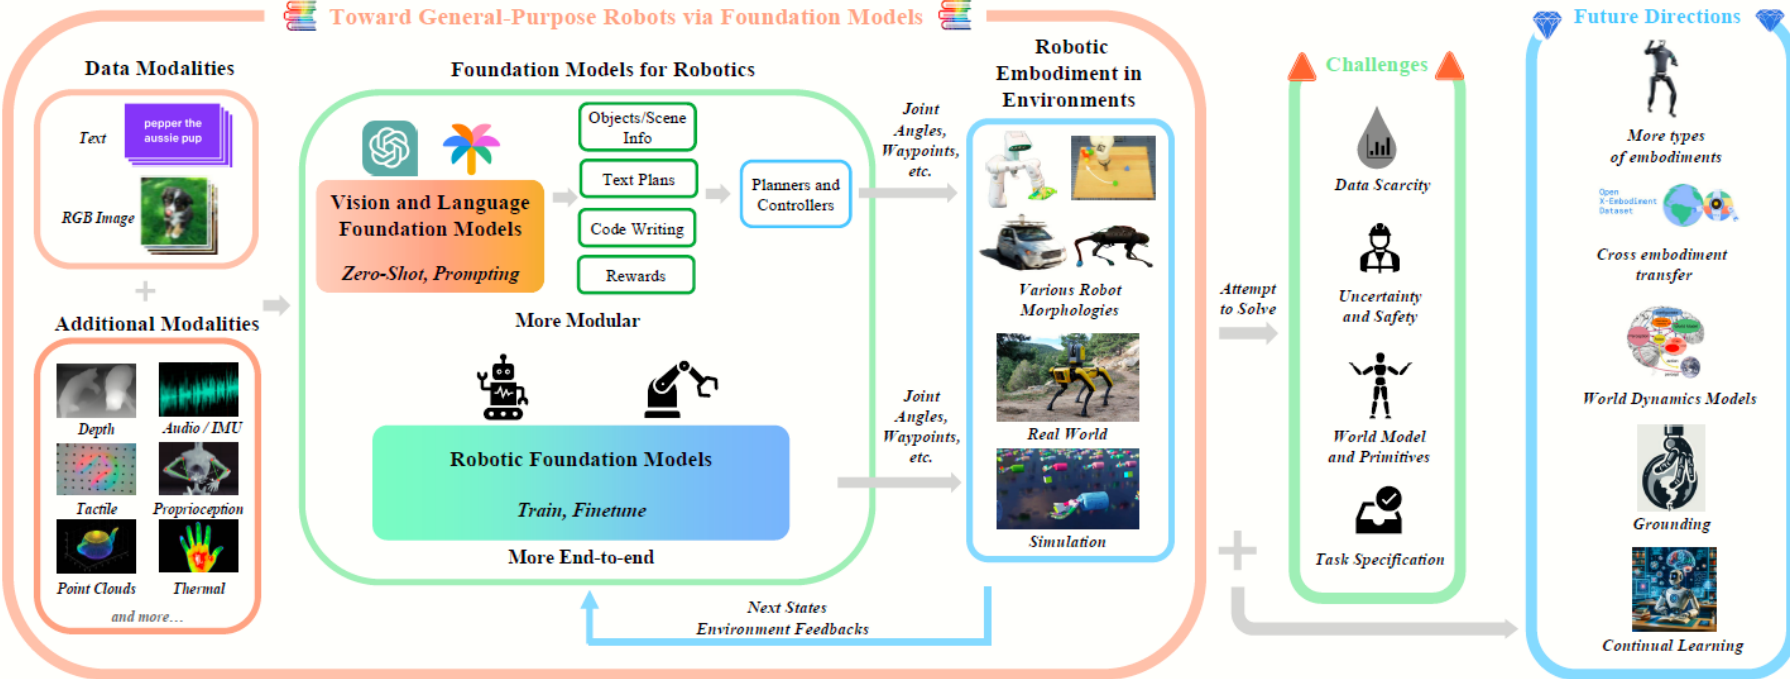 Toward General-Purpose Robots via Foundation Models
Data Modalities
Text
pepper the
aussie pup
RGB Image
+
Additional Modalities
Depth
Audio / IMU
Tactile
Proprioception
Point Clouds
Thermal
and more...
Foundation Models for Robotics
Vision and Language
Foundation Models
Zero-Shot, Prompting
Objects/Scene
Info
Text Plans
Code Writing
Rewards
Planners and
Controllers
More Modular
Robotic Foundation Models
Train, Finetune
More End-to-end
Joint
Angles,
Waypoints,
etc.
Joint
Angles,
Waypoints,
etc.
Robotic
Embodiment in
Environments
Various Robot
Morphologies
Real World
Simulation
Next States
Environment Feedbacks
Attempt
to Solve
+
Challenges
Data Scarcity
Uncertainty
and Safety
World Model
and Primitives
Task Specification
Future Directions
More types
of embodiments
Open
X-Embodiment
Dataset
Cross embodiment
transfer
World Dynamics Models
Grounding
Continual Learning